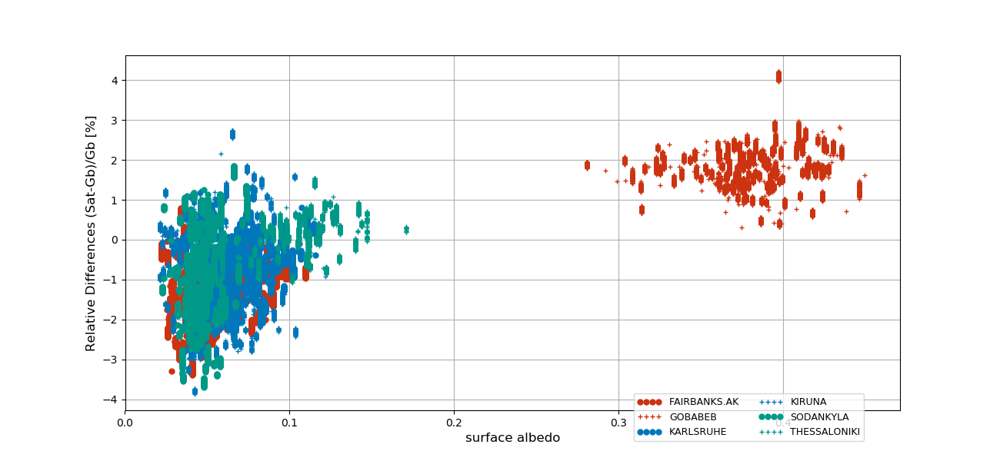 Relative Differences (Sat-Gb)/Gb [%]
4
3
2
1
0
−1
−2
−3
−4
0.0 0.1 0.2 0.3 0.4
surface albedo
FAIRBANKS.AK KIRUNA
GOBABEB SODANKYLA
KARLSRUHE THESSALONIKI